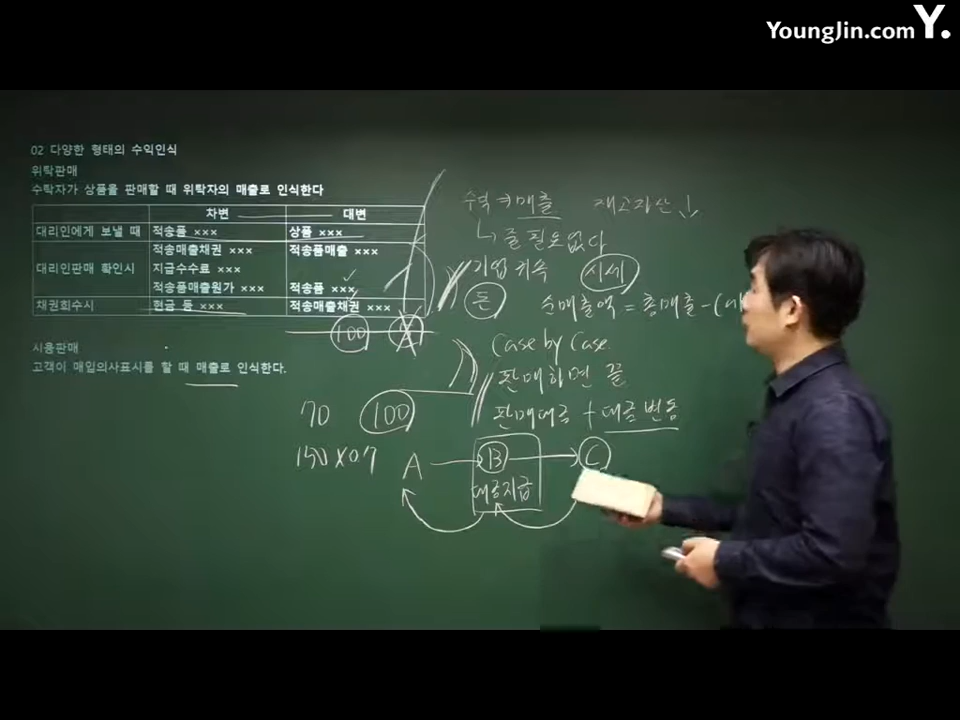 YoungJin.com Y.
02 다양한 형태의 수익인식
위탁판매
수탁자가 상품을 판매할 때 위탁자의 매출로 인식한다
차변 대변
대리인에게 보낼 때 적송품 ××× 상품 ×××
적송매출채권 ××× 적송품매출 ×××
대리인판매 확인시 지급수수료 ×××
적송품매출원가 ××× 적송품 ×××
채권회수시 현금 등 ××× 적송매출채권 ×××
시용판매
고객이 매입의사표시를 할 때 매출로 인식한다.
수익 매출 재고자산
줄 필요없다
기업 귀속 시세
돈 순매출액 = 총매출-(
100
Case by Case
판매하면 끝
70 100 판매대금 + 대금변동
A B C
대금지급